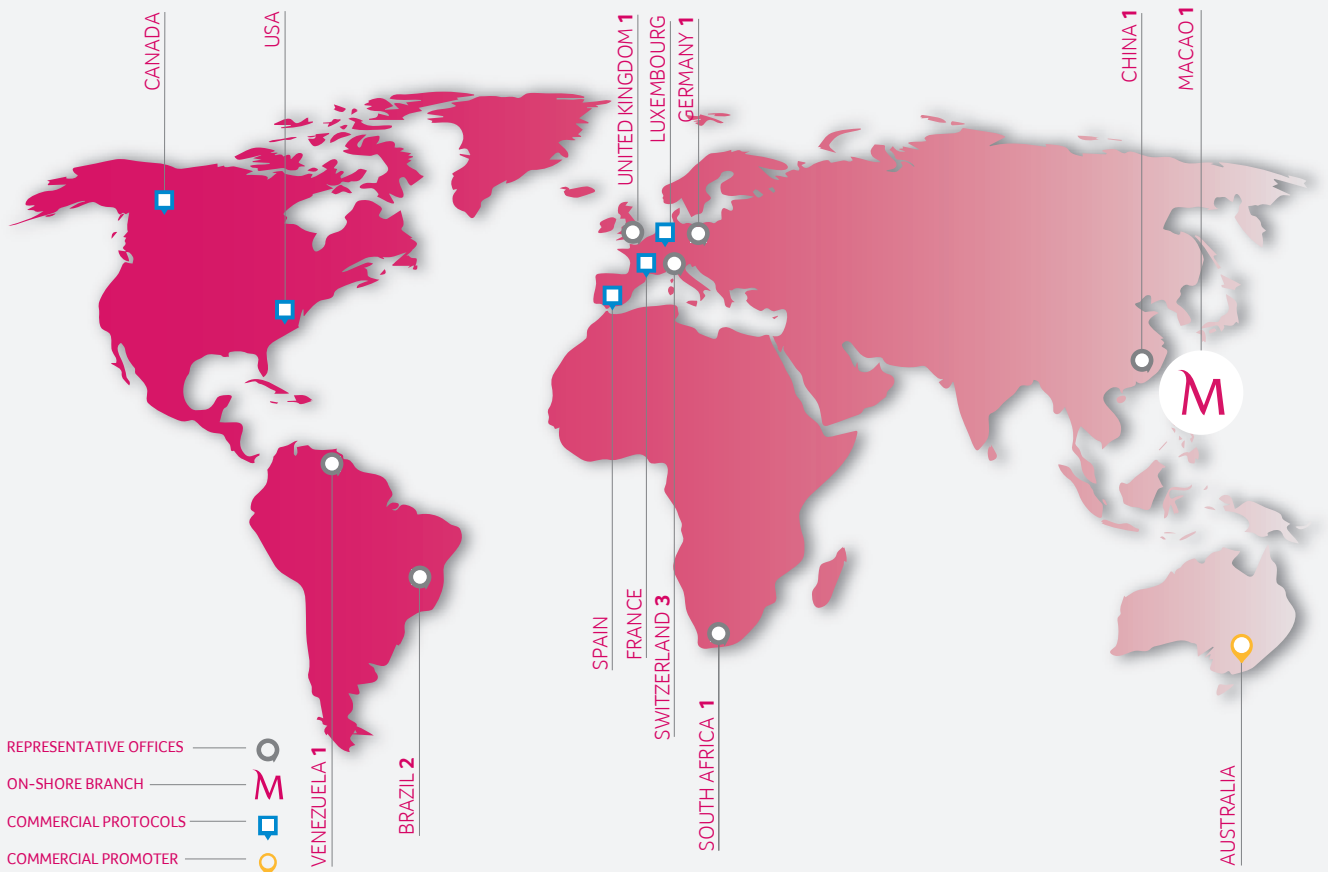 CANADA
USA
UNITED KINGDOM 1
LUXEMBOURG
GERMANY 1
CHINA 1
MACAO 1
M
SPAIN
FRANCE
SWITZERLAND 3
SOUTH AFRICA 1
VENEZUELA 1
BRAZIL 2
AUSTRALIA
REPRESENTATIVE OFFICES
ON-SHORE BRANCH M
COMMERCIAL PROTOCOLS
COMMERCIAL PROMOTER